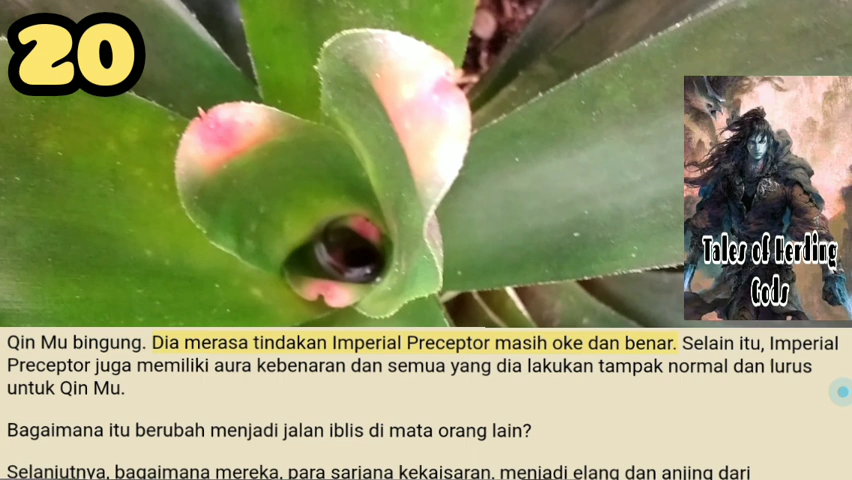 20
Tales of Herding
Gods
Qin Mu bingung. Dia merasa tindakan Imperial Preceptor masih oke dan benar. Selain itu, Imperial
Preceptor juga memiliki aura kebenaran dan semua yang dia lakukan tampak normal dan lurus
untuk Qin Mu.
Bagaimana itu berubah menjadi jalan iblis di mata orang lain?
Selanjutnya, bagaimana mereka, para sarjana kekaisaran, menjadi elang dan anjing dari